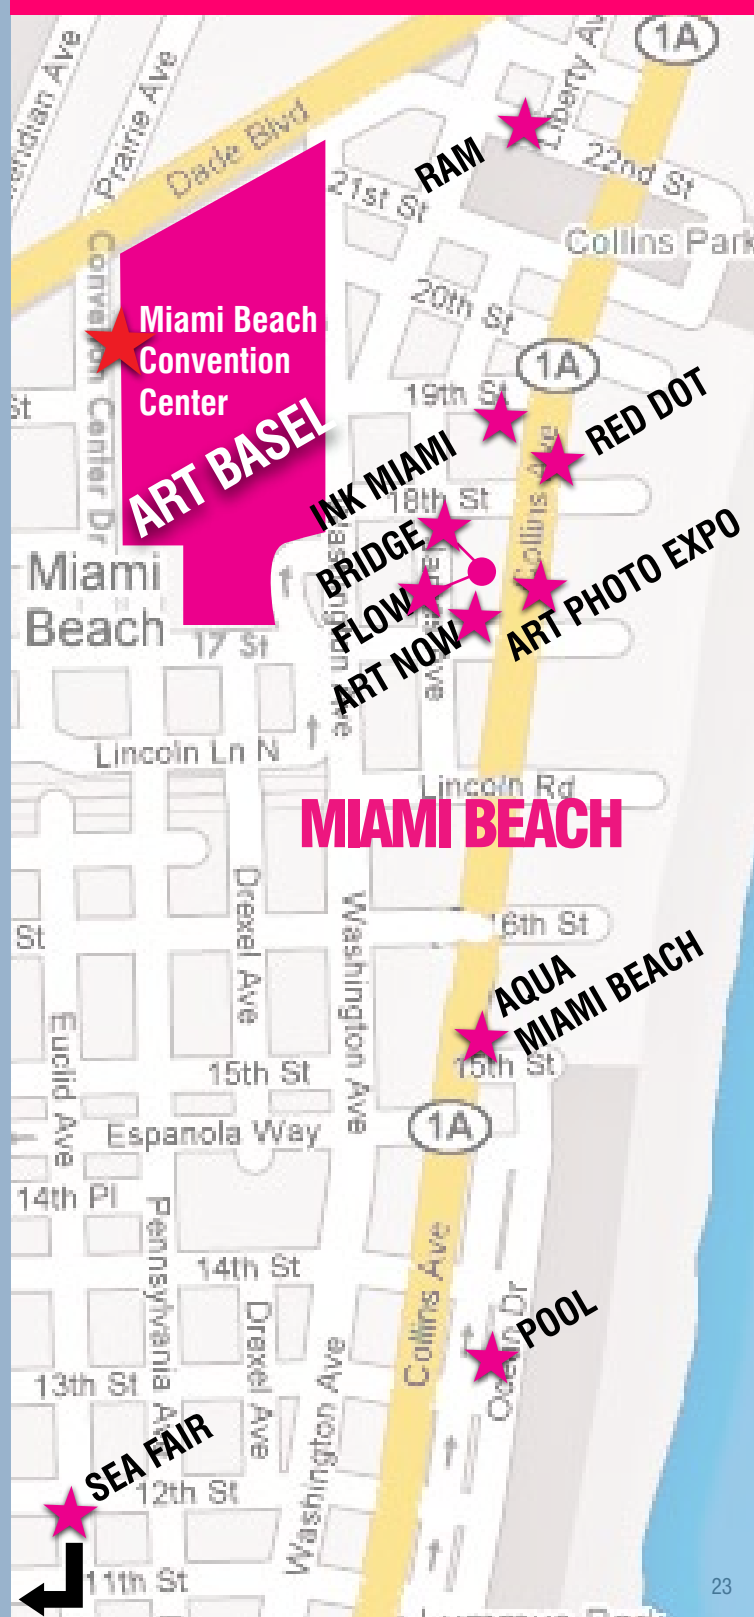 1A
Prairie Ave
Dade Blvd
Liberty Av
RAM
22nd St
21st St
Collins Park
Convention Center Dr
20th St
Miami Beach
Convention
Center
1A
19th St
St
RED DOT
ART BASEL
INK MIAMI
18th St
Collins Ave
BRIDGE
Washington Ave
ART PHOTO EXPO
Miami
Beach
FLOW
ART NOW
17 St
Lincoln Ln N
Lincoln Rd
MIAMI BEACH
Drexel Ave
Washington Ave
16th St
St
AQUA
MIAMI BEACH
Euclid Ave
15th St
15th St
1A
Espanola Way
14th Pl
Pennsylvania Ave
14th St
Collins Ave
Drexel Ave
Ocean Dr
POOL
13th St
Washington Ave
SEA FAIR
12th St
11th St
23